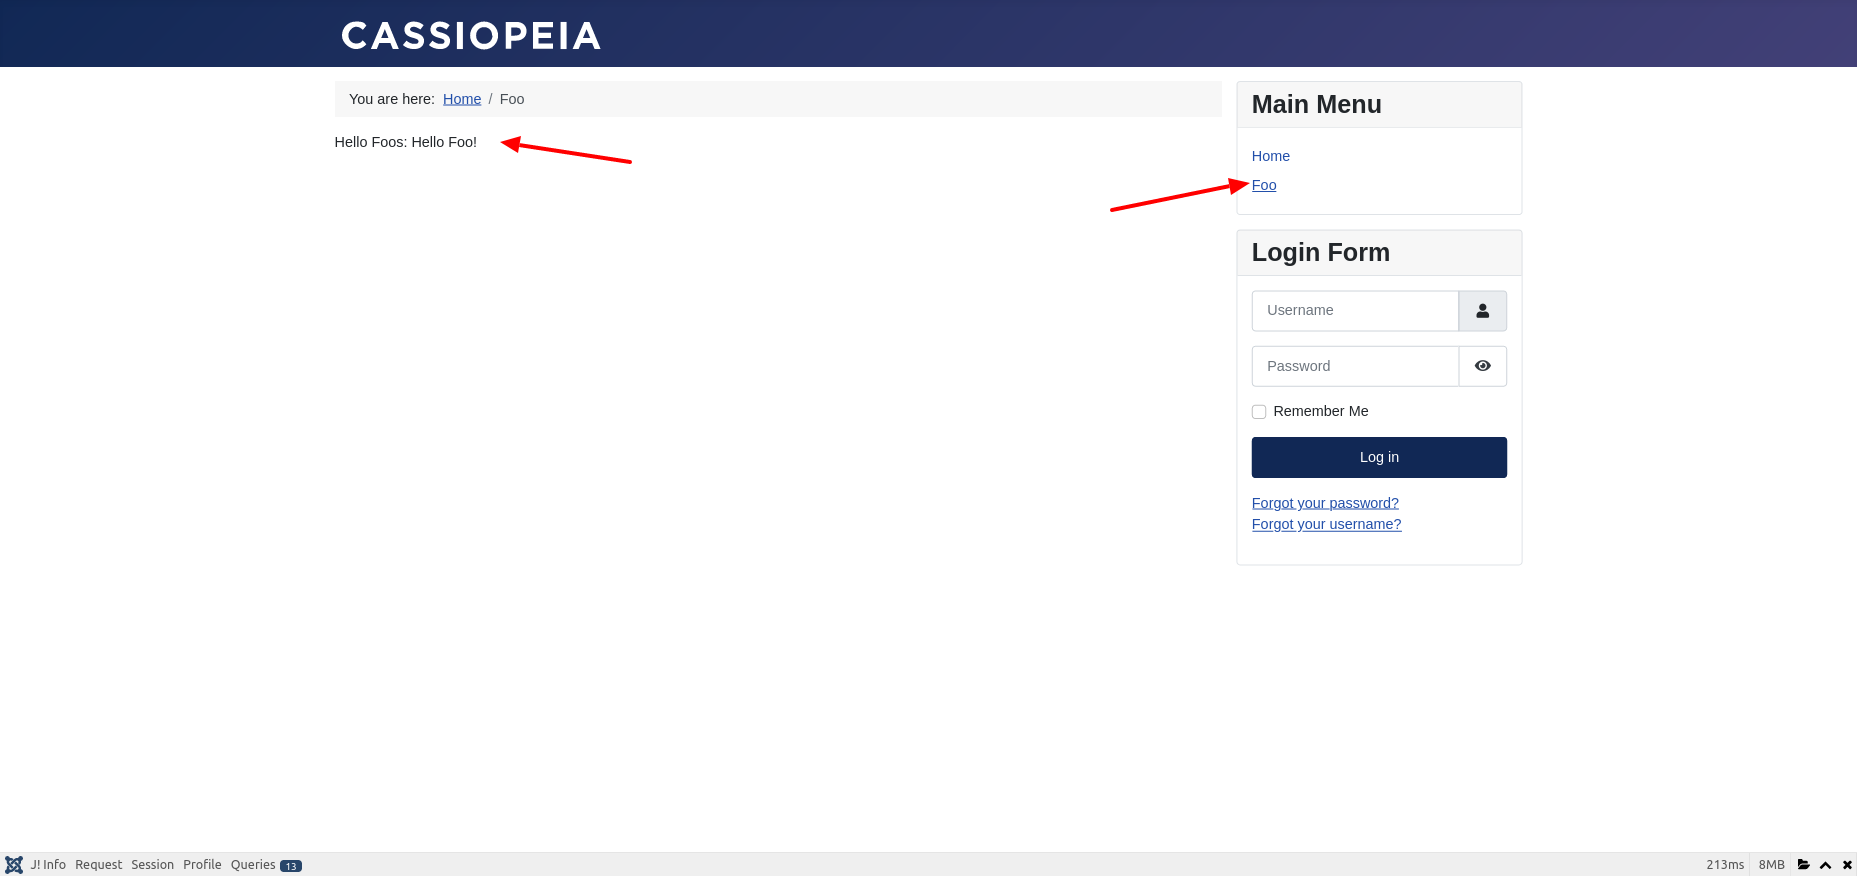 CASSIOPEIA
You are here: Home / Foo
Hello Foos: Hello Foo!
Main Menu
Home
Foo
Login Form
Username
Password
Remember Me
Log in
Forgot your password?
Forgot your username?
J! Info Request Session Profile Queries 13 213ms 8MB